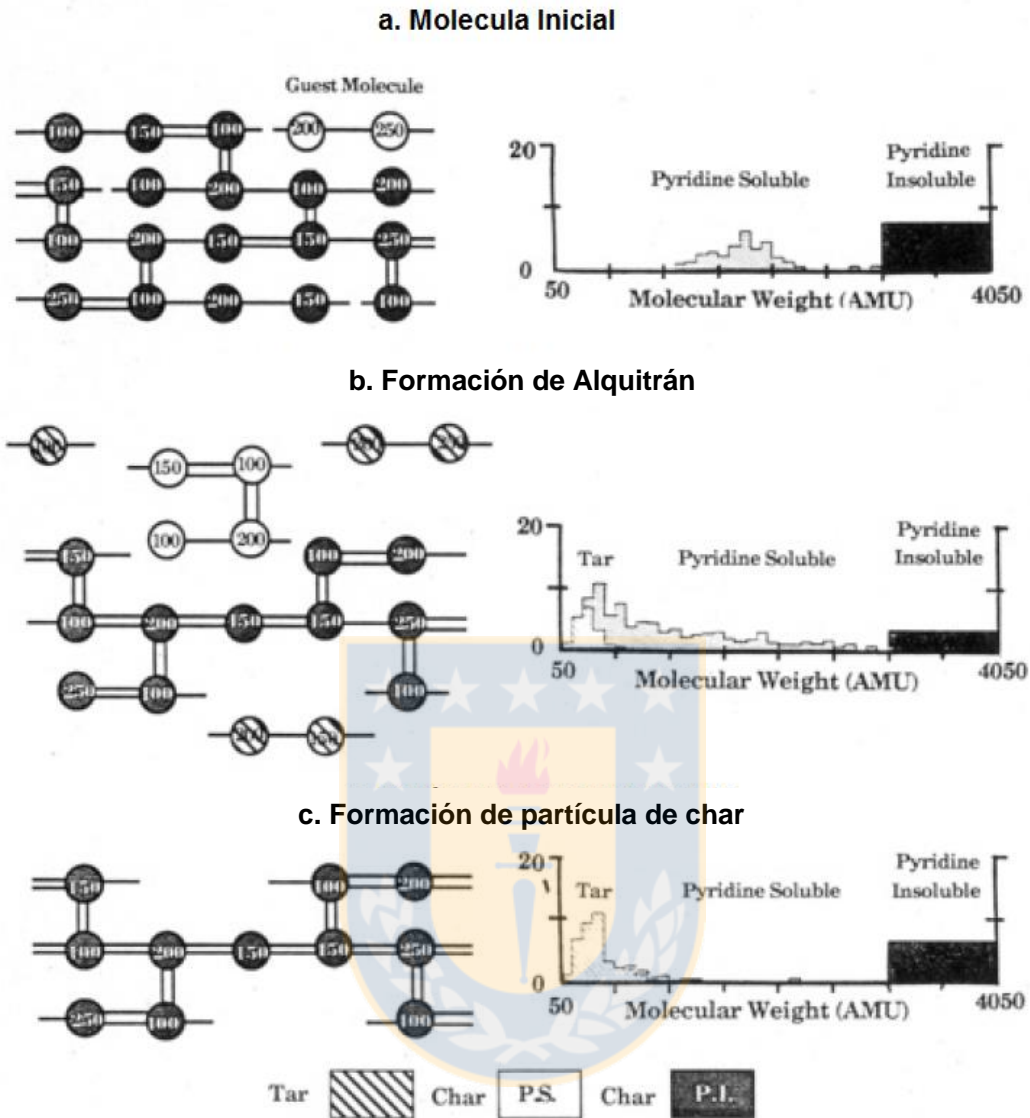 a. Molecula Inicial
Guest Molecule
100 150 100 200 250
150 100 200 100 200
100 200 150 150 250
250 100 200 150 100
20
Pyridine Soluble
Pyridine
Insoluble
0
50
Molecular Weight (AMU)
4050
b. Formación de Alquitrán
150 100
100 200
150 100 200
100 200 150 150 250
250 100 100
20
Tar
Pyridine Soluble
Pyridine
Insoluble
0
50
Molecular Weight (AMU)
4050
c. Formación de partícula de char
150 100 200
100 200 150 150 250
250 100 100
20
Tar
Pyridine Soluble
Pyridine
Insoluble
0
50
Molecular Weight (AMU)
4050
Tar Char P.S. Char P.I.